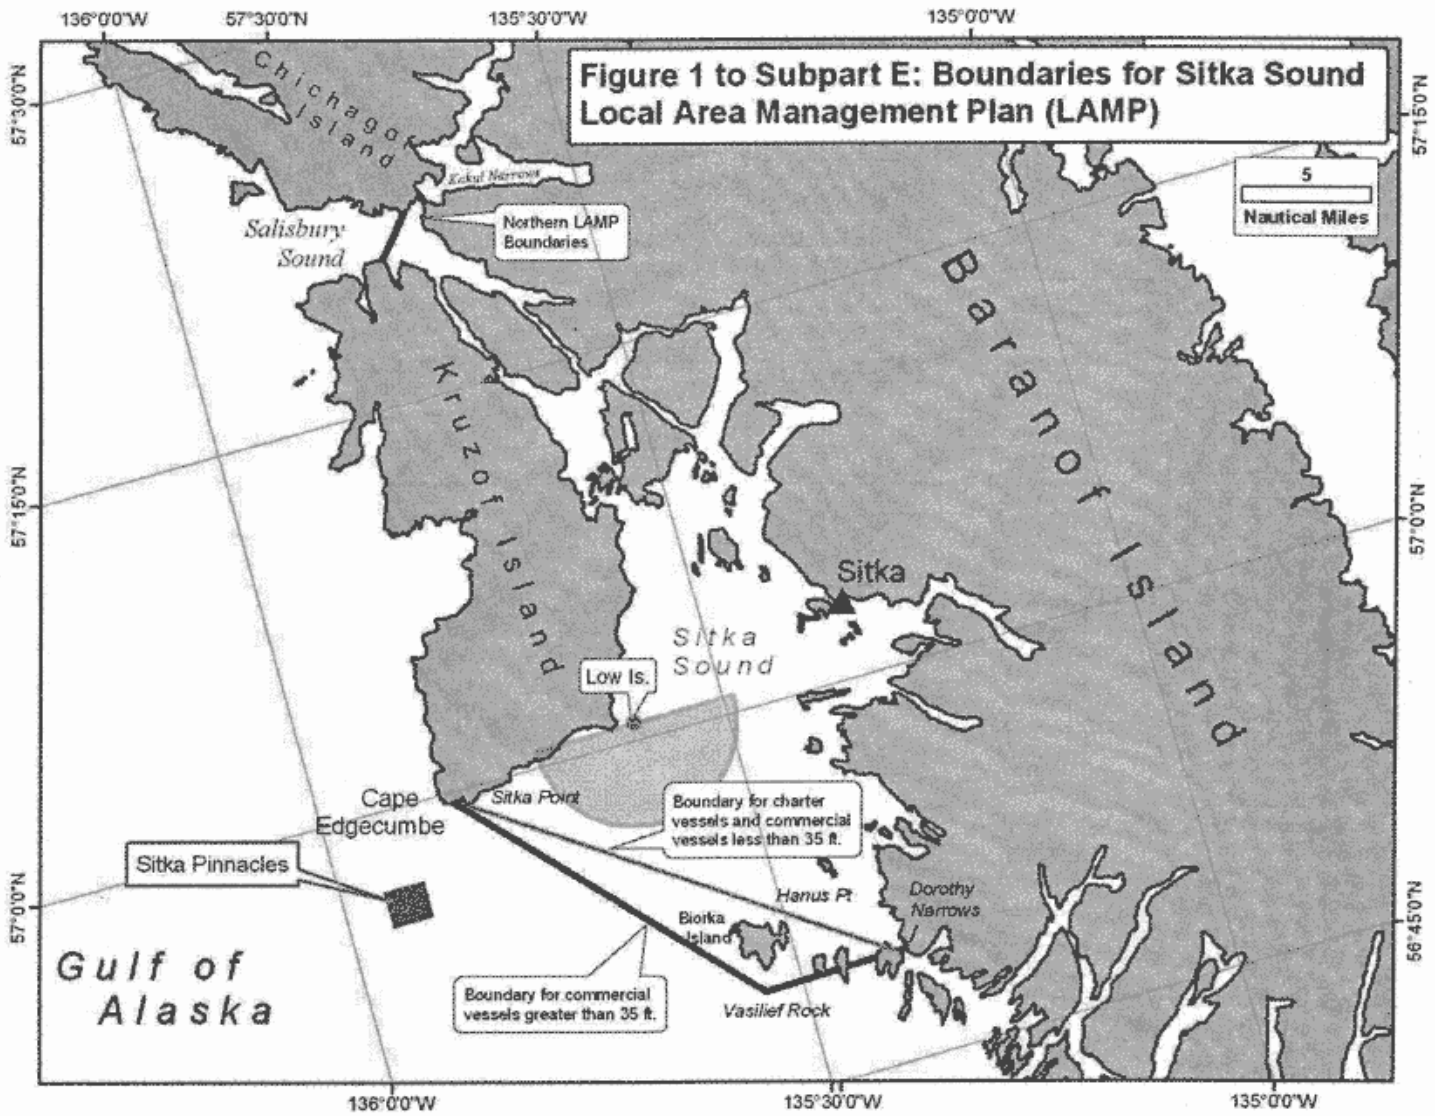 136°0'0"W
57°30'0"N
135°30'0"W
135°0'0"W
Figure 1 to Subpart E: Boundaries for Sitka Sound
Local Area Management Plan (LAMP)
57°30'0"N
57°15'0"N
5
Nautical Miles
Chichagof
Island
Northern LAMP
Boundaries
Salisbury
Sound
Baranof Island
Kruzof Island
57°15'0"N
57°0'0"N
Sitka
Sitka
Sound
Low Is.
Cape
Edgecumbe
Sitka Point
Boundary for charter
vessels and commercial
vessels less than 35 ft.
Sitka Pinnacles
Hanus Pt
Dorothy
Narrows
Biorka
Island
57°0'0"N
56°45'0"N
Gulf of
Alaska
Boundary for commercial
vessels greater than 35 ft.
Vasilief Rock
136°0'0"W
135°30'0"W
135°0'0"W